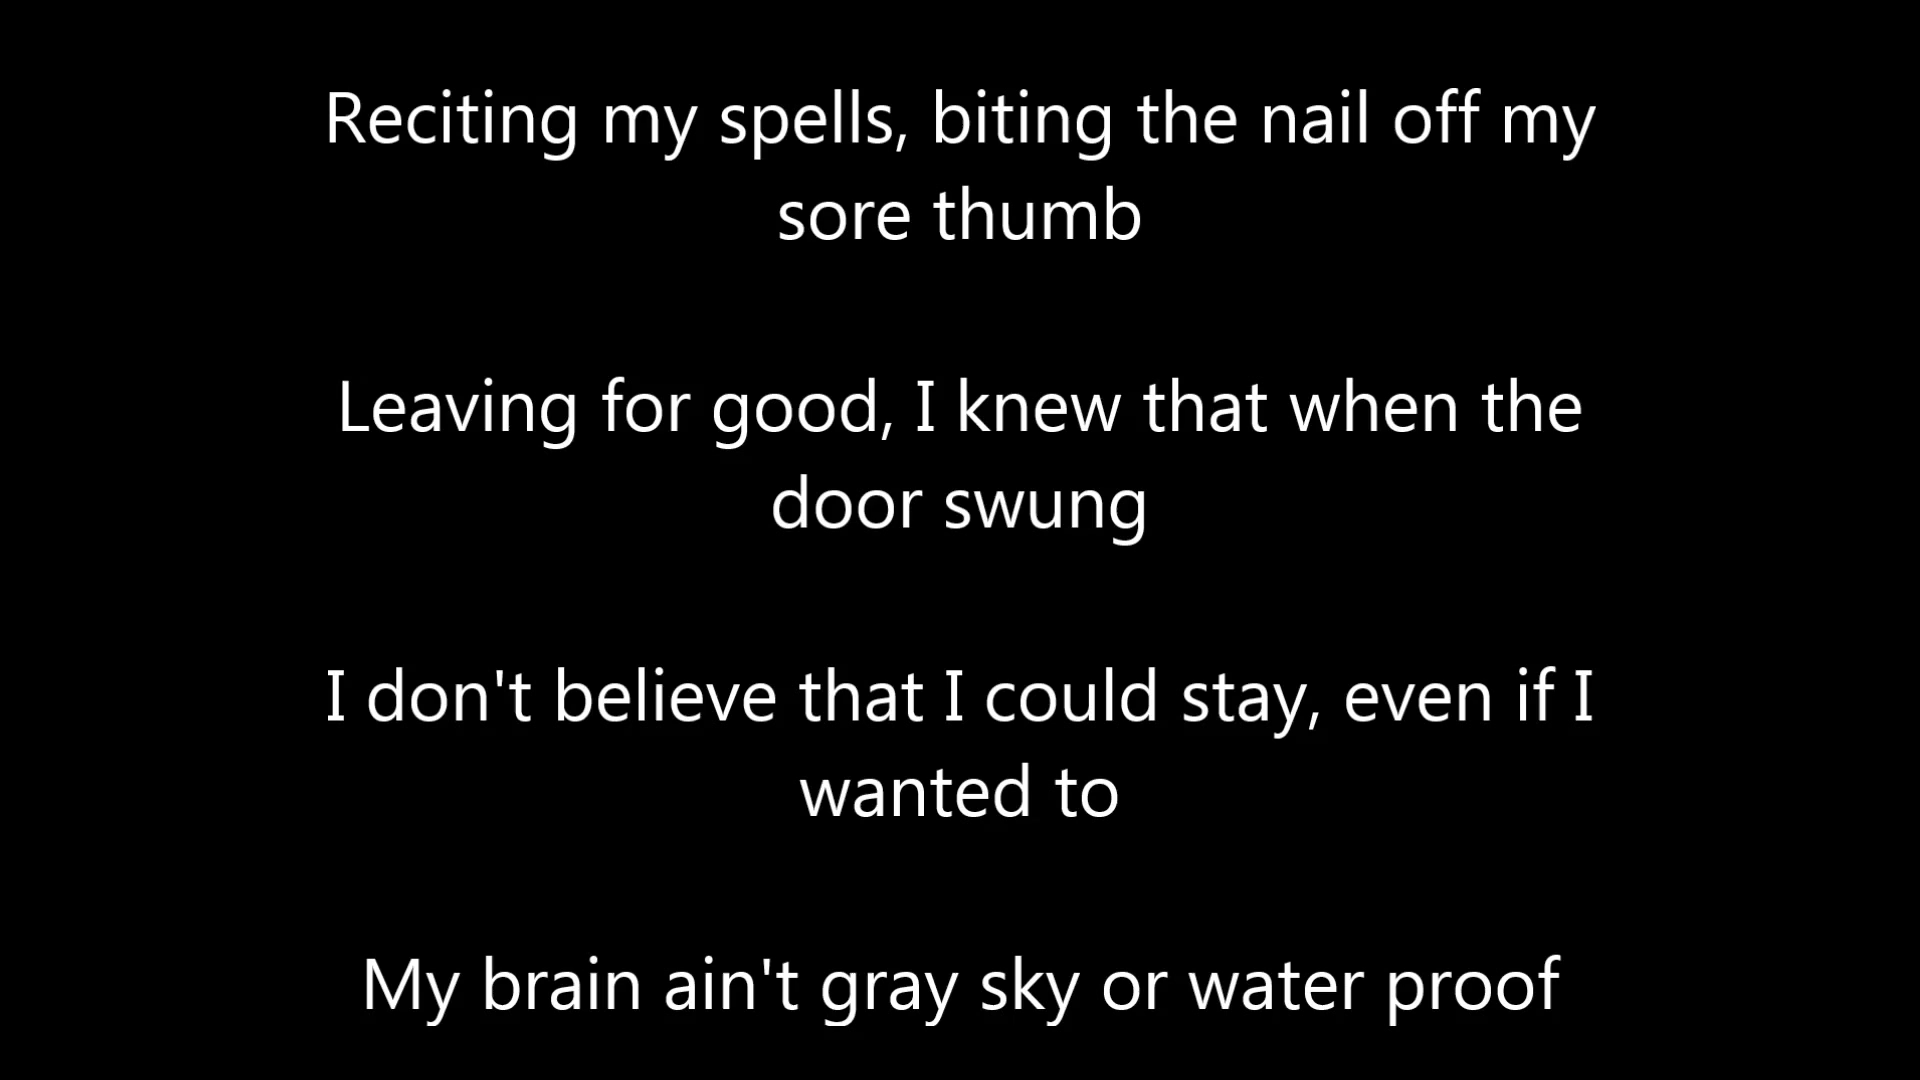 Reciting my spells, biting the nail off my
sore thumb
Leaving for good, I knew that when the
door swung
I don't believe that I could stay, even if I
wanted to
My brain ain't gray sky or water proof